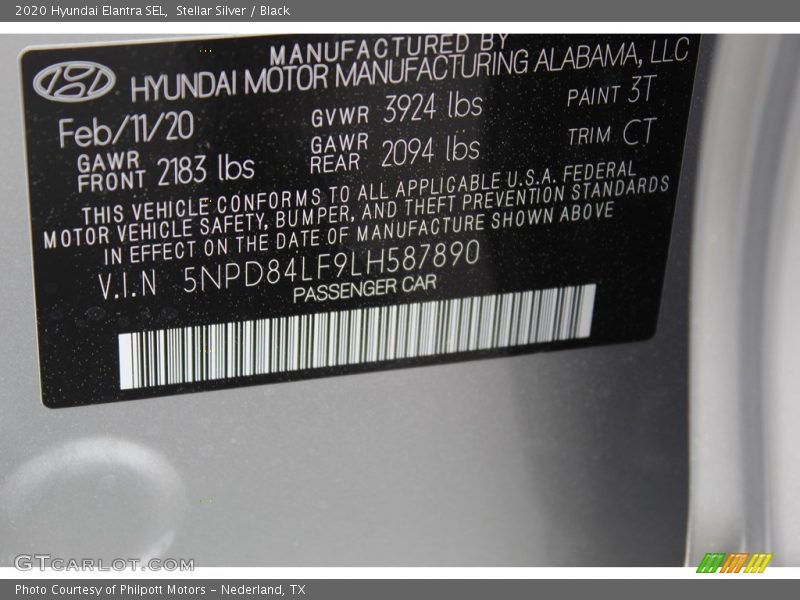 2020 Hyundai Elantra SEL,  Stellar Silver / Black
MANUFACTURED BY
HYUNDAI MOTOR MANUFACTURING ALABAMA, LLC
Feb/11/20 GVWR 3924 lbs PAINT 3T
GAWR FRONT 2183 lbs GAWR REAR 2094 lbs TRIM CT
THIS VEHICLE CONFORMS TO ALL APPLICABLE U.S.A. FEDERAL
MOTOR VEHICLE SAFETY, BUMPER, AND THEFT PREVENTION STANDARDS
IN EFFECT ON THE DATE OF MANUFACTURE SHOWN ABOVE
V.I.N 5NPD84LF9LH587890
PASSENGER CAR
GTCARLOT.COM
Photo Courtesy of Philpott Motors - Nederland, TX